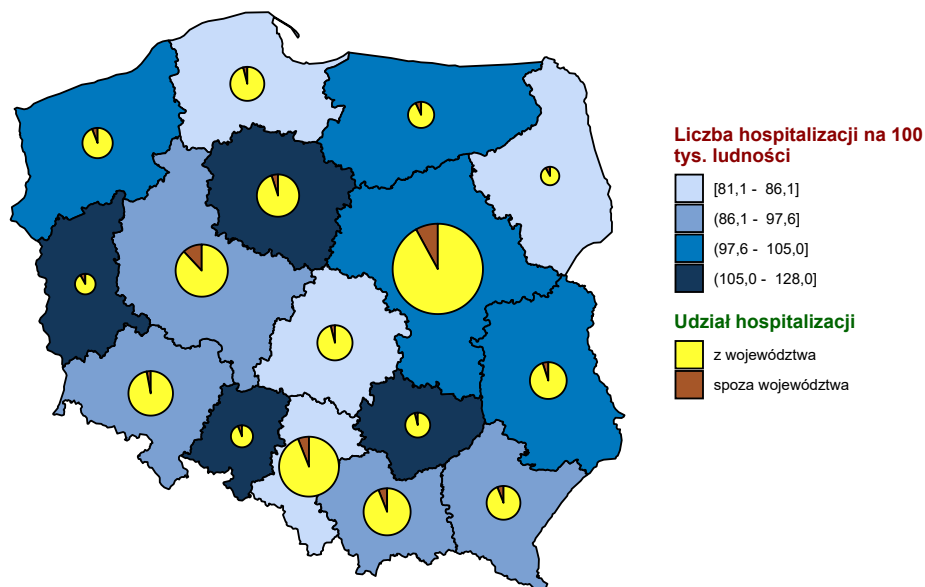 Liczba hospitalizacji na 100
tys. ludności
[81,1 - 86,1]
(86,1 - 97,6]
(97,6 - 105,0]
(105,0 - 128,0]
Udział hospitalizacji
z województwa
spoza województwa